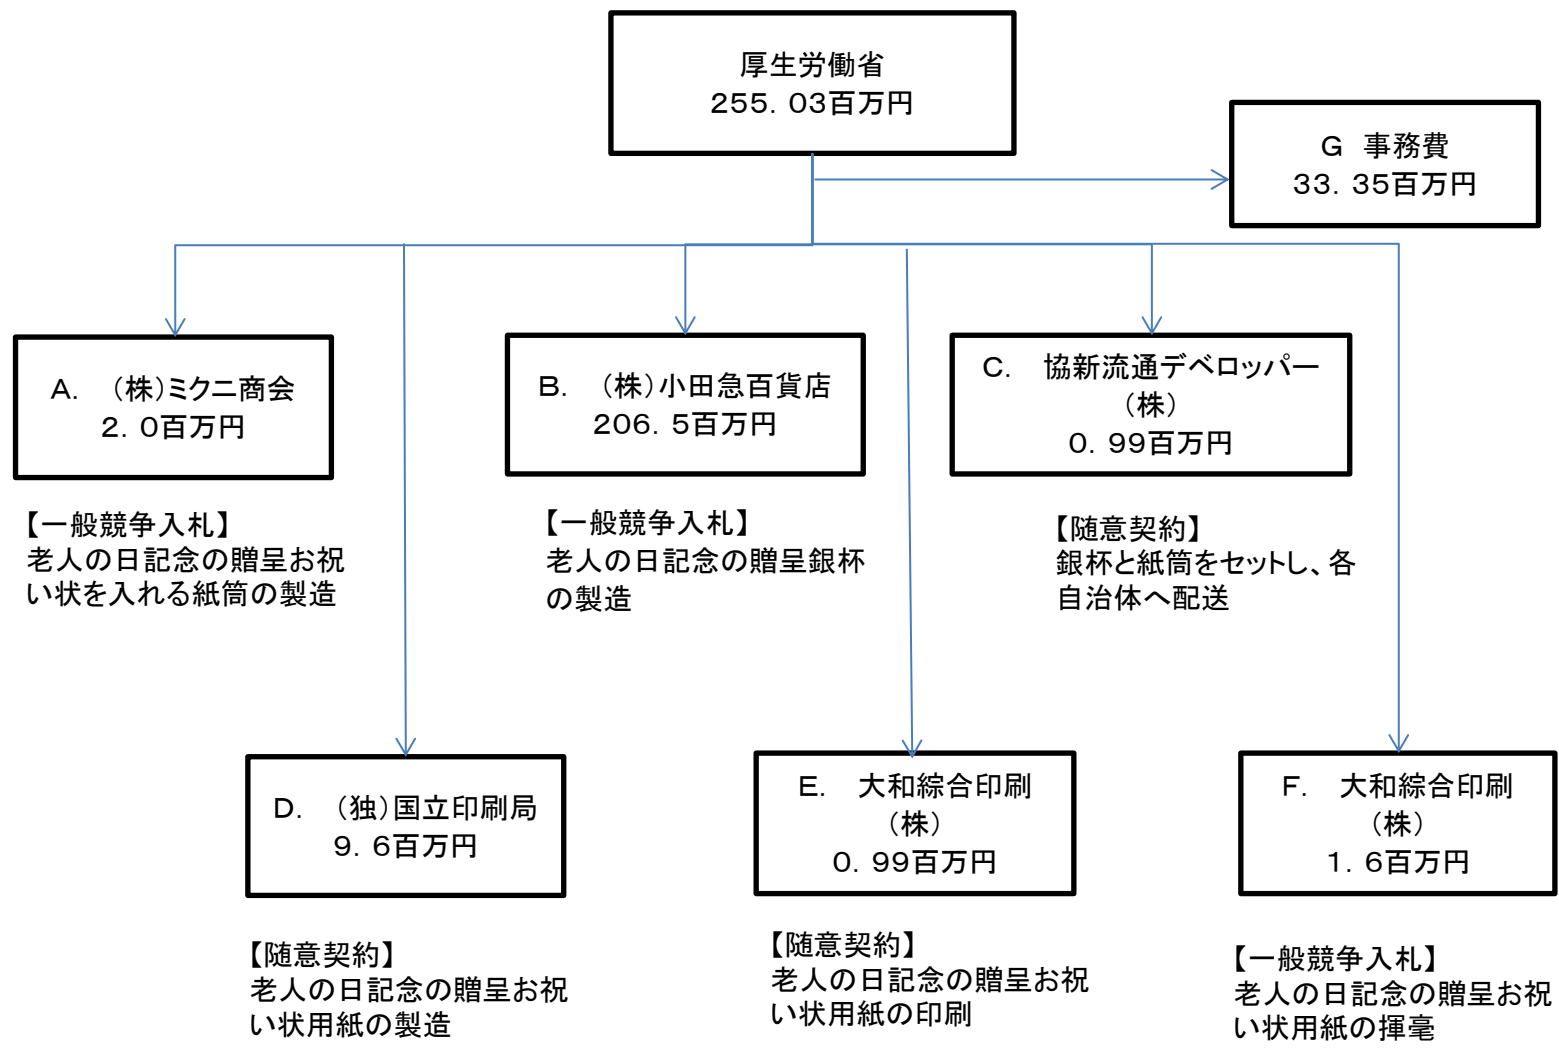 厚生労働省
２５５．０３百万円
Ｇ　事務費
３３．３５百万円
Ａ．　（株）ミクニ商会
２．０百万円
Ｂ．　（株）小田急百貨店
２０６．５百万円
Ｃ．　協新流通デベロッパー
（株）
０．９９百万円
【一般競争入札】
老人の日記念の贈呈お祝
い状を入れる紙筒の製造
【一般競争入札】
老人の日記念の贈呈銀杯
の製造
【随意契約】
銀杯と紙筒をセットし、各
自治体へ配送
Ｄ．　（独）国立印刷局
９．６百万円
Ｅ．　大和綜合印刷
（株）
０．９９百万円
Ｆ．　大和綜合印刷
（株）
１．６百万円
【随意契約】
老人の日記念の贈呈お祝
い状用紙の製造
【随意契約】
老人の日記念の贈呈お祝
い状用紙の印刷
【一般競争入札】
老人の日記念の贈呈お祝
い状用紙の揮毫